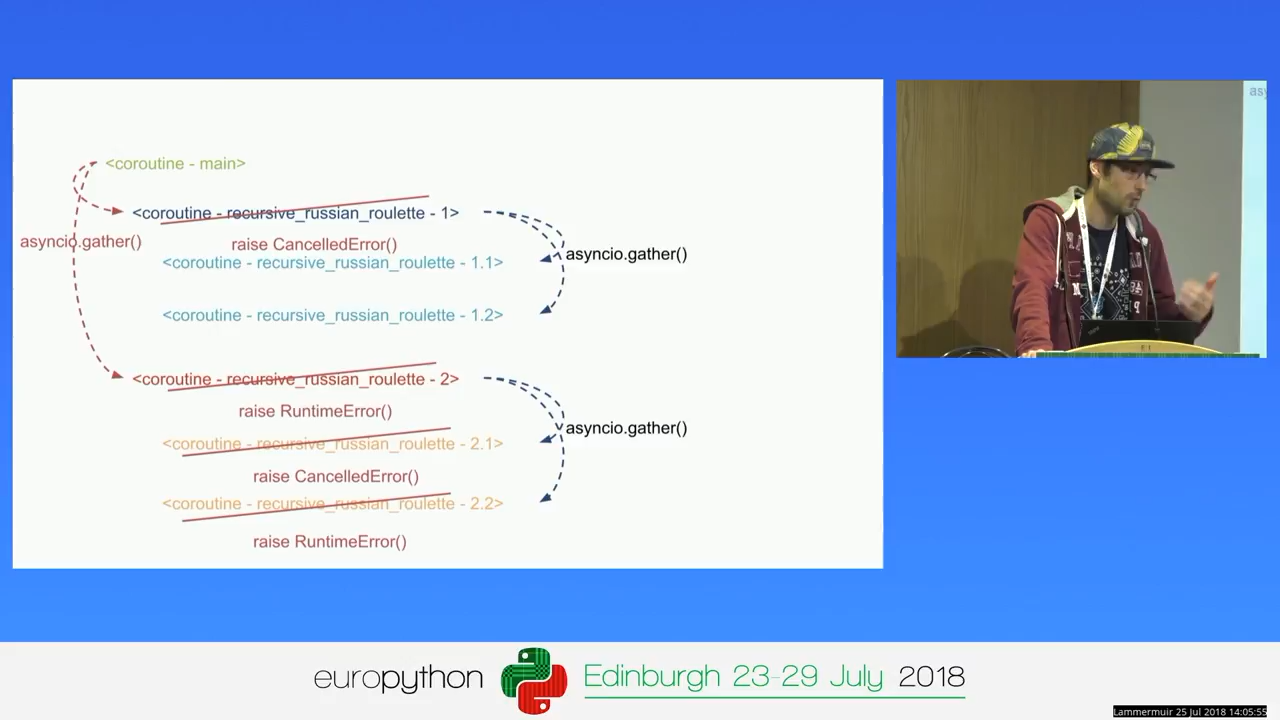 <coroutine - main>
<coroutine - recursive_russian_roulette - 1>
asyncio.gather()
raise CancelledError()
<coroutine - recursive_russian_roulette - 1.1>
asyncio.gather()
<coroutine - recursive_russian_roulette - 1.2>
<coroutine - recursive_russian_roulette - 2>
raise RuntimeError()
<coroutine - recursive_russian_roulette - 2.1>
asyncio.gather()
raise CancelledError()
<coroutine - recursive_russian_roulette - 2.2>
raise RuntimeError()
asy
europython
Edinburgh 23-29 July 2018
Lammermuir 25 Jul 2018 14:05:55